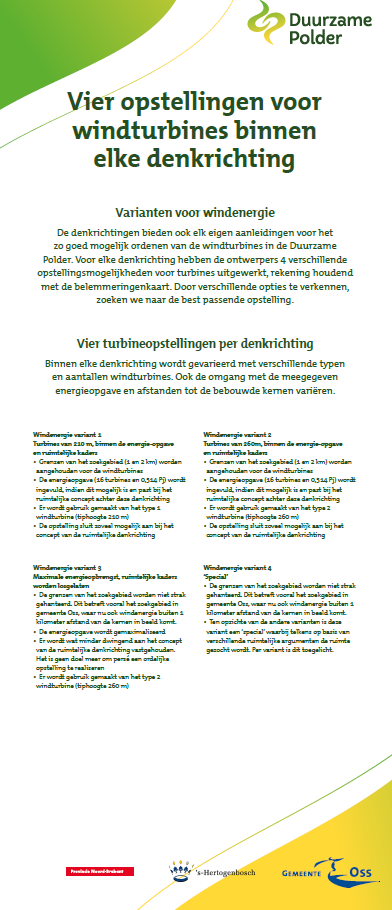 Duurzame
Polder
Vier opstellingen voor
windturbines binnen
elke denkrichting
Varianten voor windenergie
De denkrichtingen bieden ook elk eigen aanleidingen voor het
zo goed mogelijk ordenen van de windturbines in de Duurzame
Polder. Voor elke denkrichting hebben de ontwerpers 4 verschillende
opstellingsmogelijkheden voor turbines uitgewerkt, rekening houdend
met de belemmeringenkaart. Door verschillende opties te verkennen,
zoeken we naar de best passende opstelling.
Vier turbineopstellingen per denkrichting
Binnen elke denkrichting wordt gevarieerd met verschillende typen
en aantallen windturbines. Ook de omgang met de meegegeven
energieopgave en afstanden tot de bebouwde kernen variëren.
Windenergie variant 1
Turbines van 210 m, binnen de energie-opgave
en ruimtelijke kaders
• Grenzen van het zoekgebied (1 en 2 km) worden
aangehouden voor de windturbines
• De energieopgave (16 turbines en 0,514 Pj) wordt
ingevuld, indien dit mogelijk is en past bij het
ruimtelijke concept achter deze denkrichting
• Er wordt gebruik gemaakt van het type 1
windturbine (tiphoogte 210 m)
• De opstelling sluit zoveel mogelijk aan bij het
concept van de ruimtelijke denkrichting
Windenergie variant 2
Turbines van 260m, binnen de energie-opgave
en ruimtelijke kaders
• Grenzen van het zoekgebied (1 en 2 km) worden
aangehouden voor de windturbines
• De energieopgave (16 turbines en 0,514 Pj) wordt
ingevuld, indien dit mogelijk is en past bij het
ruimtelijke concept achter deze denkrichting
• Er wordt gebruik gemaakt van het type 2
windturbine (tiphoogte 260 m)
• De opstelling sluit zoveel mogelijk aan bij het
concept van de ruimtelijke denkrichting
Windenergie variant 3
Maximale energieopbrengst, ruimtelijke kaders
worden losgelaten
• De grenzen van het zoekgebied worden niet strak
gehanteerd. Dit betreft vooral het zoekgebied in
gemeente Oss, waar nu ook windenergie buiten 1
kilometer afstand van de kernen in beeld komt.
• De energieopgave wordt gemaximaliseerd
• Er wordt wat minder dwingend aan het concept
van de ruimtelijke denkrichting vastgehouden.
Het is geen doel meer om persé een ordelijke
opstelling te realiseren
• Er wordt gebruik gemaakt van het type 2
windturbine (tiphoogte 260 m)
Windenergie variant 4
'Special'
• De grenzen van het zoekgebied worden niet strak
gehanteerd. Dit betreft vooral het zoekgebied in
gemeente Oss, waar nu windenergie buiten 1
kilometer afstand van de kernen in beeld komt.
• Ten opzichte van de andere varianten is deze
variant een 'special' waarbij telkens op basis van
verschillende ruimtelijke argumenten de ruimte
gezocht wordt. Per variant is dit toegelicht.
Provincie Noord-Brabant
's-Hertogenbosch
GEMEENTE OSS